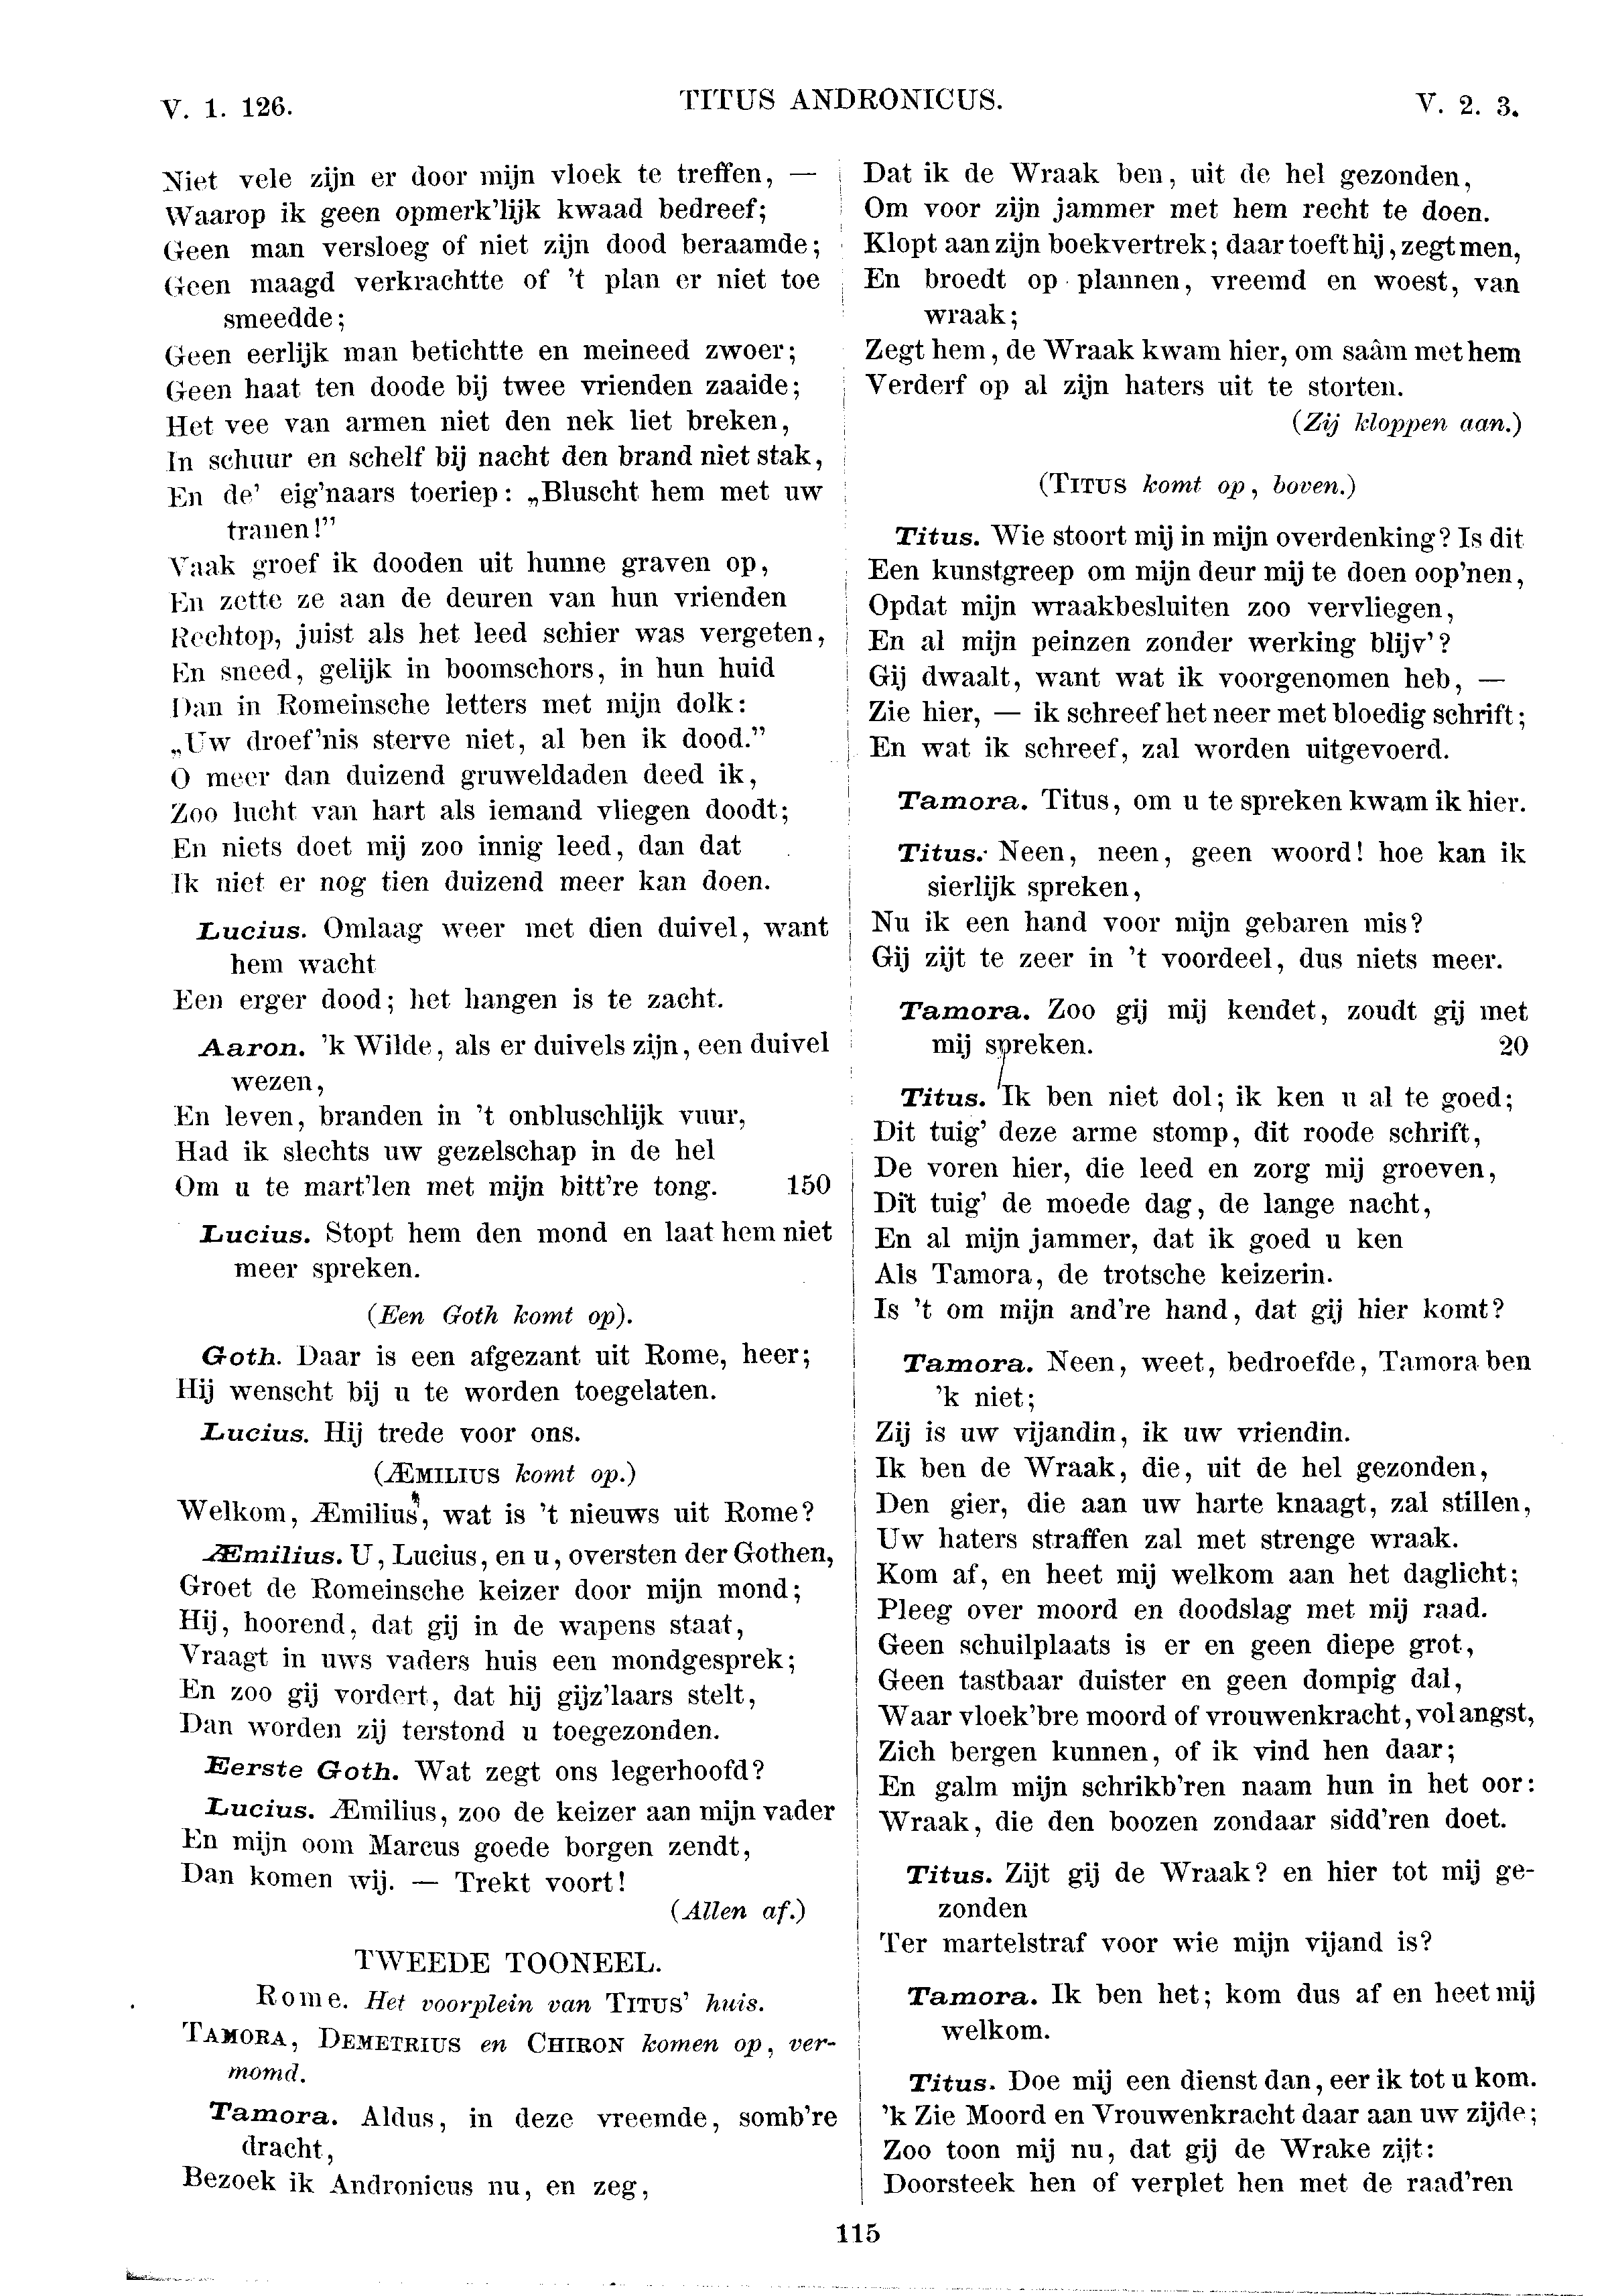 V. 1. 126.
TITUS ANDRONICUS.
V. 2. 3.
Niet vele zijn er door mijn vloek te treffen, —
Waarop ik geen opmerk'lijk kwaad bedreef;
Geen man versloeg of niet zijn dood beraamde;
Geen maagd verkrachtte of 't plan er niet toe
smeedde;
Geen eerlijk man betichtte en meineed zwoer;
Geen haat ten doode bij twee vrienden zaaide;
Het vee van armen niet den nek liet breken,
In schuur en schelf bij nacht den brand niet stak,
En de' eig'naars toeriep: „Bluscht hem met uw
tranen!”
Vaak groef ik dooden uit hunne graven op,
En zette ze aan de deuren van hun vrienden
Rechtop, juist als het leed schier was vergeten,
En sneed, gelijk in boomschors, in hun huid
Dan in Romeinsche letters met mijn dolk:
„Uw droef'nis sterve niet, al ben ik dood.”
O meer dan duizend gruweldaden deed ik,
Zoo lucht van hart als iemand vliegen doodt;
En niets doet mij zoo innig leed, dan dat
Ik niet er nog tien duizend meer kan doen.
Lucius. Omlaag weer met dien duivel, want
hem wacht
Een erger dood; het hangen is te zacht.
Aaron. 'k Wilde, als er duivels zijn, een duivel
wezen,
En leven, branden in 't onbluschlijk vuur,
Had ik slechts uw gezelschap in de hel
Om u te mart'len met mijn bitt're tong. 150
Lucius. Stopt hem den mond en laat hem niet
meer spreken.
(Een Goth komt op).
Goth. Daar is een afgezant uit Rome, heer;
Hij wenscht bij u te worden toegelaten.
Lucius. Hij trede voor ons.
(ÆMILIUS komt op.)
Welkom, Æmilius, wat is 't nieuws uit Rome?
Æmilius. U, Lucius, en u, oversten der Gothen,
Groet de Romeinsche keizer door mijn mond;
Hij, hoorend, dat gij in de wapens staat,
Vraagt in uws vaders huis een mondgesprek;
En zoo gij vordert, dat hij gijz'laars stelt,
Dan worden zij terstond u toegezonden.
Eerste Goth. Wat zegt ons legerhoofd?
Lucius. Æmilius, zoo de keizer aan mijn vader
En mijn oom Marcus goede borgen zendt,
Dan komen wij. — Trekt voort!
(Allen af.)
TWEEDE TOONEEL.
Rome. Het voorplein van TITUS' huis.
TAMORA, DEMETRIUS en CHIRON komen op, ver-
momd.
Tamora. Aldus, in deze vreemde, somb're
dracht,
Bezoek ik Andronicus nu, en zeg,
Dat ik de Wraak ben, uit de hel gezonden,
Om voor zijn jammer met hem recht te doen.
Klopt aan zijn boekvertrek; daar toeft hij, zegt men,
En broedt op plannen, vreemd en woest, van
wraak;
Zegt hem, de Wraak kwam hier, om saâm met hem
Verderf op al zijn haters uit te storten.
(Zij kloppen aan.)
(TITUS komt op, boven.)
Titus. Wie stoort mij in mijn overdenking? Is dit
Een kunstgreep om mijn deur mij te doen oop'nen,
Opdat mijn wraakbesluiten zoo vervliegen,
En al mijn peinzen zonder werking blijv'?
Gij dwaalt, want wat ik voorgenomen heb, —
Zie hier, — ik schreef het neer met bloedig schrift;
En wat ik schreef, zal worden uitgevoerd.
Tamora. Titus, om u te spreken kwam ik hier.
Titus. Neen, neen, geen woord! hoe kan ik
sierlijk spreken,
Nu ik een hand voor mijn gebaren mis?
Gij zijt te zeer in 't voordeel, dus niets meer.
Tamora. Zoo gij mij kendet, zoudt gij met
mij spreken. 20
Titus. Ik ben niet dol; ik ken u al te goed;
Dit tuig' deze arme stomp, dit roode schrift,
De voren hier, die leed en zorg mij groeven,
Dit tuig' de moede dag, de lange nacht,
En al mijn jammer, dat ik goed u ken
Als Tamora, de trotsche keizerin.
Is 't om mijn and're hand, dat gij hier komt?
Tamora. Neen, weet, bedroefde, Tamora ben
'k niet;
Zij is uw vijandin, ik uw vriendin.
Ik ben de Wraak, die, uit de hel gezonden,
Den gier, die aan uw harte knaagt, zal stillen,
Uw haters straffen zal met strenge wraak.
Kom af, en heet mij welkom aan het daglicht;
Pleeg over moord en doodslag met mij raad.
Geen schuilplaats is er en geen diepe grot,
Geen tastbaar duister en geen dompig dal,
Waar vloek'bre moord of vrouwenkracht, vol angst,
Zich bergen kunnen, of ik vind hen daar;
En galm mijn schrikb'ren naam hun in het oor:
Wraak, die den boozen zondaar sidd'ren doet.
Titus. Zijt gij de Wraak? en hier tot mij ge-
zonden
Ter martelstraf voor wie mijn vijand is?
Tamora. Ik ben het; kom dus af en heet mij
welkom.
Titus. Doe mij een dienst dan, eer ik tot u kom.
'k Zie Moord en Vrouwenkracht daar aan uw zijde;
Zoo toon mij nu, dat gij de Wrake zijt:
Doorsteek hen of verplet hen met de raad'ren
115